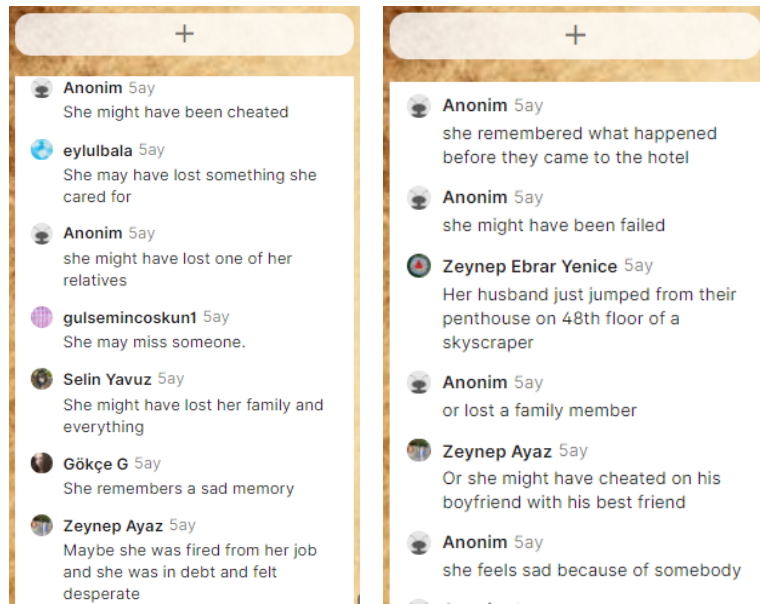 +
Anonim 5ay
She might have been cheated
eylulbala 5ay
She may have lost something she
cared for
Anonim 5ay
she might have lost one of her
relatives
gulsemincoskun1 5ay
She may miss someone.
Selin Yavuz 5ay
She might have lost her family and
everything
Gökçe G 5ay
She remembers a sad memory
Zeynep Ayaz 5ay
Maybe she was fired from her job
and she was in debt and felt
desperate
+
Anonim 5ay
she remembered what happened
before they came to the hotel
Anonim 5ay
she might have been failed
Zeynep Ebrar Yenice 5ay
Her husband just jumped from their
penthouse on 48th floor of a
skyscraper
Anonim 5ay
or lost a family member
Zeynep Ayaz 5ay
Or she might have cheated on his
boyfriend with his best friend
Anonim 5ay
she feels sad because of somebody